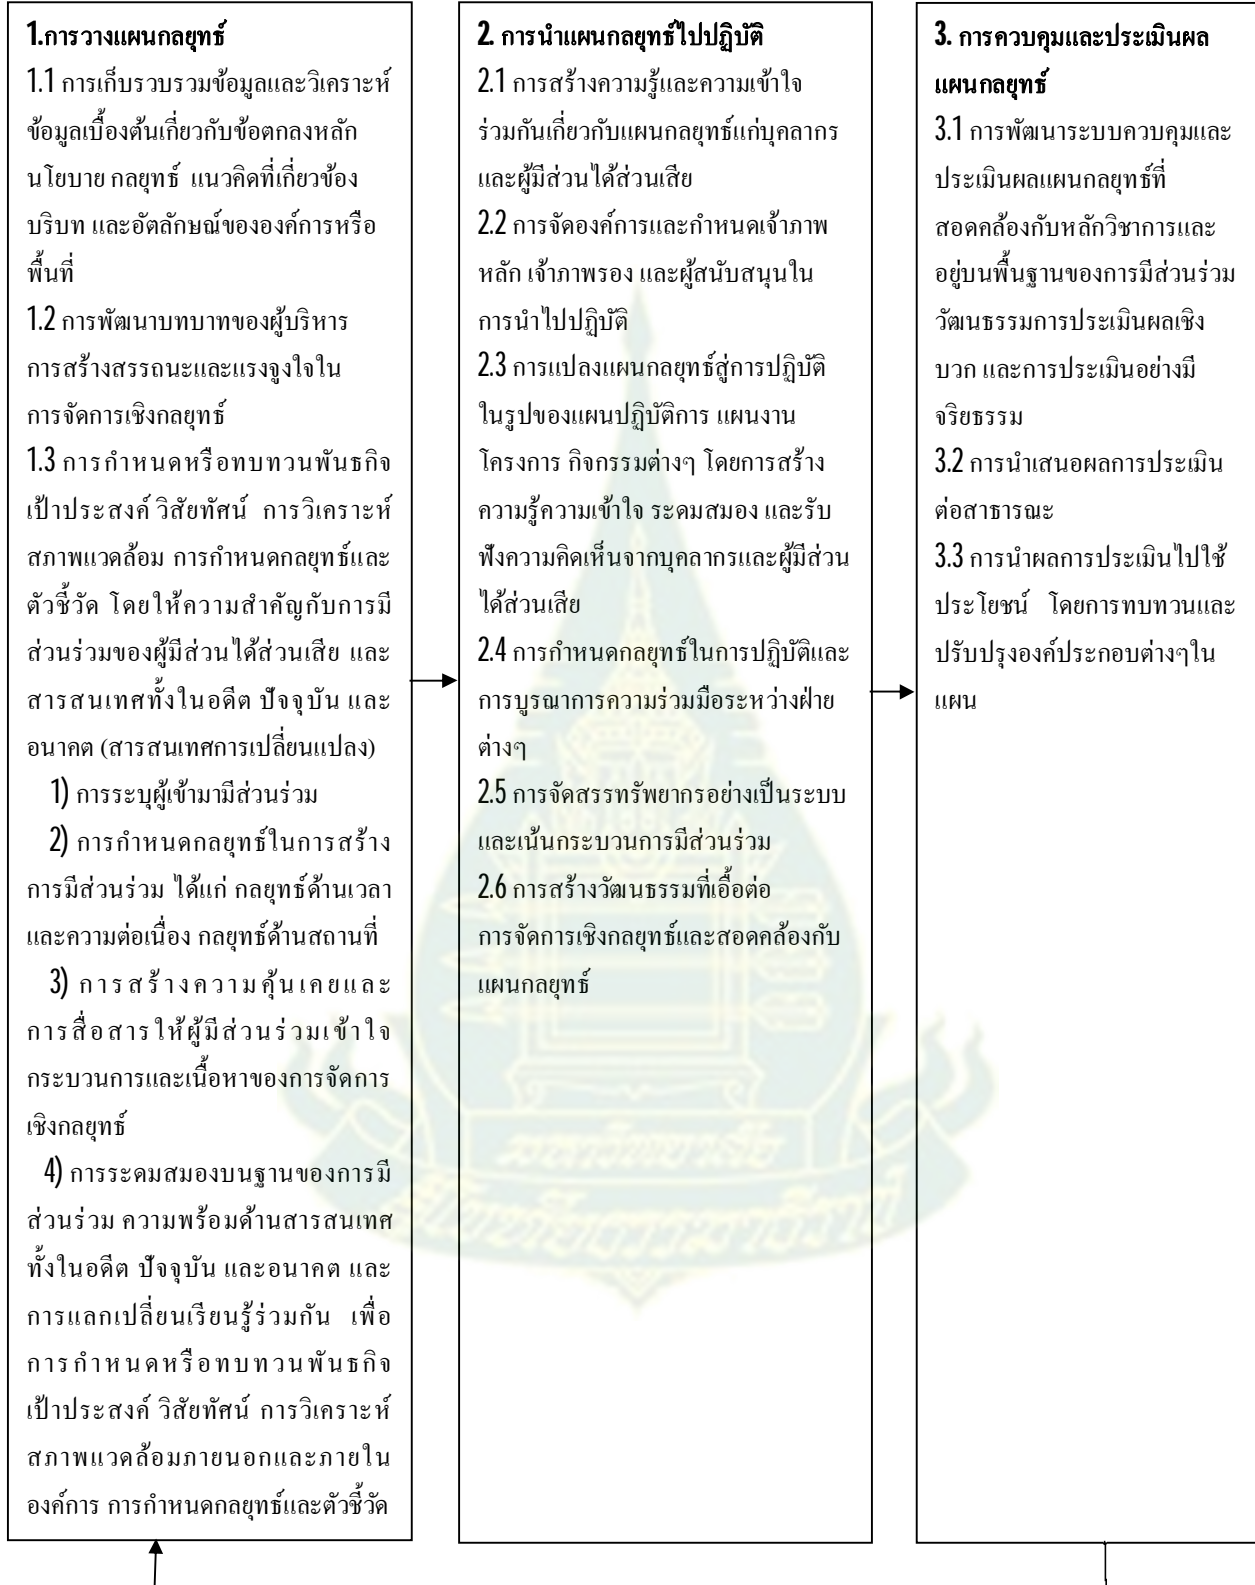 1.การวางแผนกลยุทธ์
1.1 การเก็บรวบรวมข้อมูลและวิเคราะห์
ข้อมูลเบื้องต้นเกี่ยวกับข้อตกลงหลัก
นโยบาย กลยุทธ์ แนวคิดที่เกี่ยวข้อง
บริบท และอัตลักษณ์ขององค์การหรือ
พื้นที่
1.2 การพัฒนาบทบาทของผู้บริหาร
การสร้างสรรถนะและแรงจูงใจใน
การจัดการเชิงกลยุทธ์
1.3 การกำหนดหรือทบทวนพันธกิจ
เป้าประสงค์ วิสัยทัศน์ การวิเคราะห์
สภาพแวดล้อม การกำหนดกลยุทธ์และ
ตัวชี้วัด โดยให้ความสำคัญกับการมี
ส่วนร่วมของผู้มีส่วนได้ส่วนเสีย และ
สารสนเทศทั้งในอดีต ปัจจุบัน และ
อนาคต (สารสนเทศการเปลี่ยนแปลง)
1) การระบุผู้เข้ามามีส่วนร่วม
2) การกำหนดกลยุทธ์ในการสร้าง
การมีส่วนร่วม ได้แก่ กลยุทธ์ด้านเวลา
และความต่อเนื่อง กลยุทธ์ด้านสถานที่
3) การสร้างความคุ้นเคยและ
การสื่อสารให้ผู้มีส่วนร่วมเข้าใจ
กระบวนการและเนื้อหาของการจัดการ
เชิงกลยุทธ์
4) การระดมสมองบนฐานของการมี
ส่วนร่วม ความพร้อมด้านสารสนเทศ
ทั้งในอดีต ปัจจุบัน และอนาคต และ
การแลกเปลี่ยนเรียนรู้ร่วมกัน เพื่อ
การกำหนดหรือทบทวนพันธกิจ
เป้าประสงค์ วิสัยทัศน์ การวิเคราะห์
สภาพแวดล้อมภายนอกและภายใน
องค์การ การกำหนดกลยุทธ์และตัวชี้วัด
2. การนำแผนกลยุทธ์ไปปฏิบัติ
2.1 การสร้างความรู้และความเข้าใจ
ร่วมกันเกี่ยวกับแผนกลยุทธ์แก่บุคลากร
และผู้มีส่วนได้ส่วนเสีย
2.2 การจัดองค์การและกำหนดเจ้าภาพ
หลัก เจ้าภาพรอง และผู้สนับสนุนใน
การนำไปปฏิบัติ
2.3 การแปลงแผนกลยุทธ์สู่การปฏิบัติ
ในรูปของแผนปฏิบัติการ แผนงาน
โครงการ กิจกรรมต่างๆ โดยการสร้าง
ความรู้ความเข้าใจ ระดมสมอง และรับ
ฟังความคิดเห็นจากบุคลากรและผู้มีส่วน
ได้ส่วนเสีย
2.4 การกำหนดกลยุทธ์ในการปฏิบัติและ
การบูรณาการความร่วมมือระหว่างฝ่าย
ต่างๆ
2.5 การจัดสรรทรัพยากรอย่างเป็นระบบ
และเน้นกระบวนการมีส่วนร่วม
2.6 การสร้างวัฒนธรรมที่เอื้อต่อ
การจัดการเชิงกลยุทธ์และสอดคล้องกับ
แผนกลยุทธ์
3. การควบคุมและประเมินผล
แผนกลยุทธ์
3.1 การพัฒนาระบบควบคุมและ
ประเมินผลแผนกลยุทธ์ที่
สอดคล้องกับหลักวิชาการและ
อยู่บนพื้นฐานของการมีส่วนร่วม
วัฒนธรรมการประเมินผลเชิง
บวก และการประเมินอย่างมี
จริยธรรม
3.2 การนำเสนอผลการประเมิน
ต่อสาธารณะ
3.3 การนำผลการประเมินไปใช้
ประโยชน์ โดยการทบทวนและ
ปรับปรุงองค์ประกอบต่างๆใน
แผน
มหาวิทยาลัย
สุโขทัยธรรมาธิราช